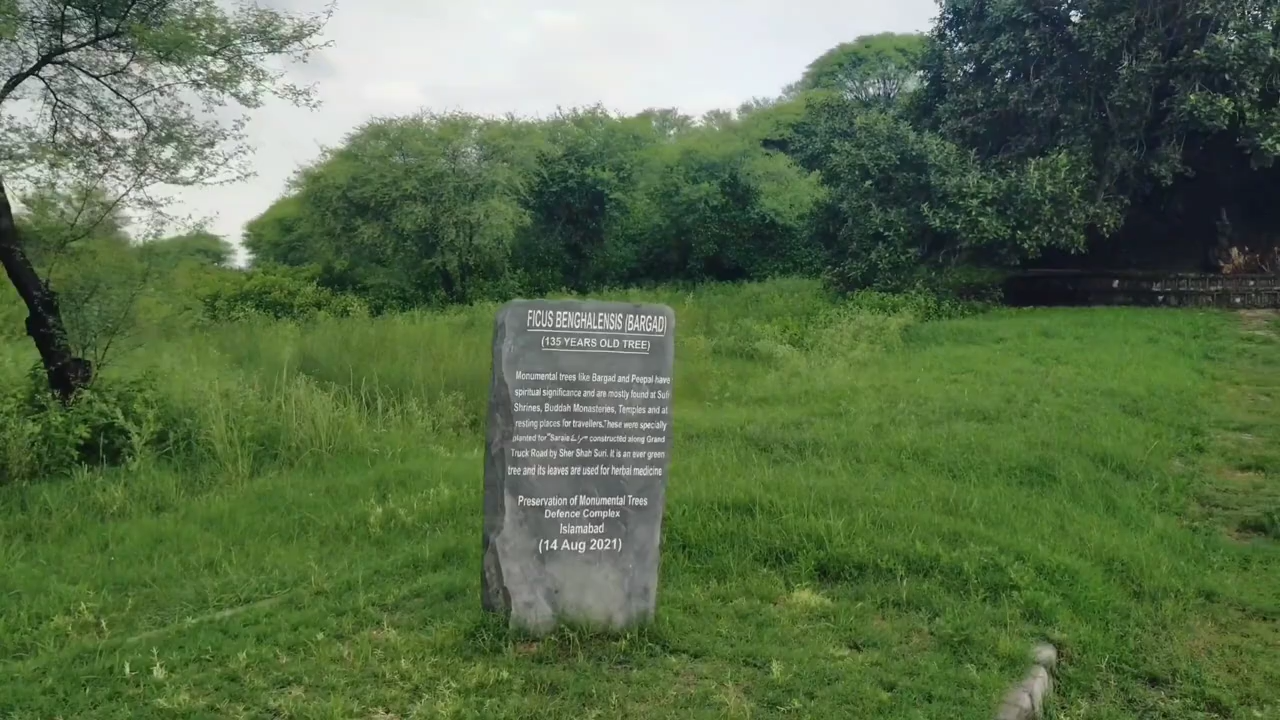 FICUS BENGHALENSIS (BARGAD)
(135 YEARS OLD TREE)
Monumental trees like Bargad and Peepal have
spiritual significance and are mostly found at Sufi
Shrines, Buddah Monasteries, Temples and at
resting places for travellers. These were specially
planted for "Sarais سرائے" constructed along Grand
Truck Road by Sher Shah Suri. It is an ever green
tree and its leaves are used for herbal medicine
Preservation of Monumental Trees
Defence Complex
Islamabad
(14 Aug 2021)